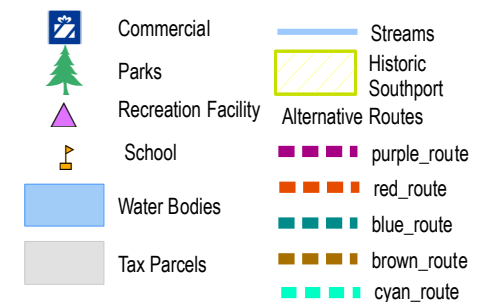 Commercial
Parks
Recreation Facility
School
Water Bodies
Tax Parcels
Streams
Historic
Southport
Alternative Routes
purple_route
red_route
blue_route
brown_route
cyan_route